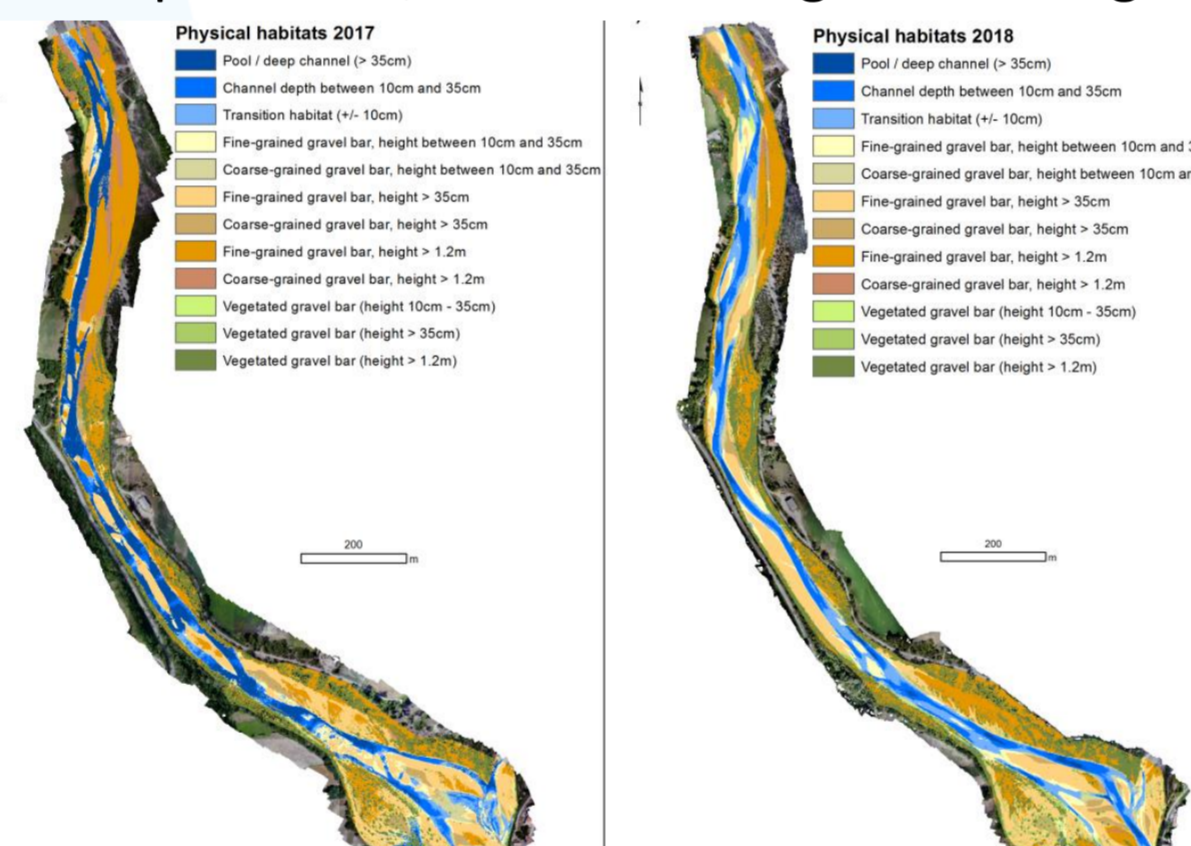 Physical habitats 2017
Pool / deep channel (> 35cm)
Channel depth between 10cm and 35cm
Transition habitat (+/- 10cm)
Fine-grained gravel bar, height between 10cm and 35cm
Coarse-grained gravel bar, height between 10cm and 35cm
Fine-grained gravel bar, height > 35cm
Coarse-grained gravel bar, height > 35cm
Fine-grained gravel bar, height > 1.2m
Coarse-grained gravel bar, height > 1.2m
Vegetated gravel bar (height 10cm - 35cm)
Vegetated gravel bar (height > 35cm)
Vegetated gravel bar (height > 1.2m)
200
m
Physical habitats 2018
Pool / deep channel (> 35cm)
Channel depth between 10cm and 35cm
Transition habitat (+/- 10cm)
Fine-grained gravel bar, height between 10cm and
Coarse-grained gravel bar, height between 10cm
Fine-grained gravel bar, height > 35cm
Coarse-grained gravel bar, height > 35cm
Fine-grained gravel bar, height > 1.2m
Coarse-grained gravel bar, height > 1.2m
Vegetated gravel bar (height 10cm - 35cm)
Vegetated gravel bar (height > 35cm)
Vegetated gravel bar (height > 1.2m)
200
m